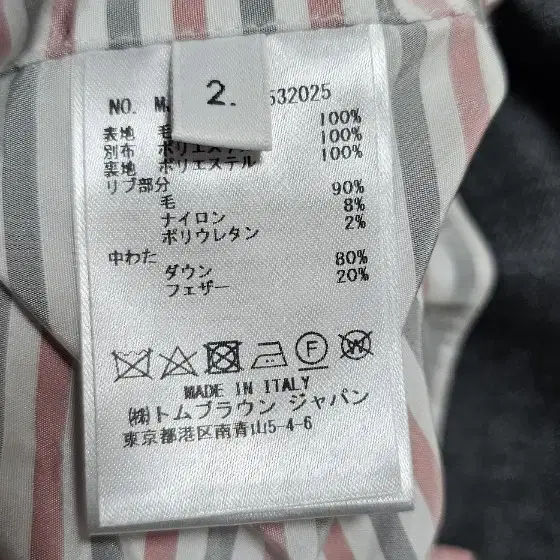 2.
NO. M. 532025
表地 毛 100%
別布 ポリエステル 100%
裏地 ポリエステル 100%
リブ部分
毛 90%
ナイロン 8%
ポリウレタン 2%
中わた
ダウン 80%
フェザー 20%
F W
MADE IN ITALY
㈱トムブラウン ジャパン
東京都港区南青山5-4-6